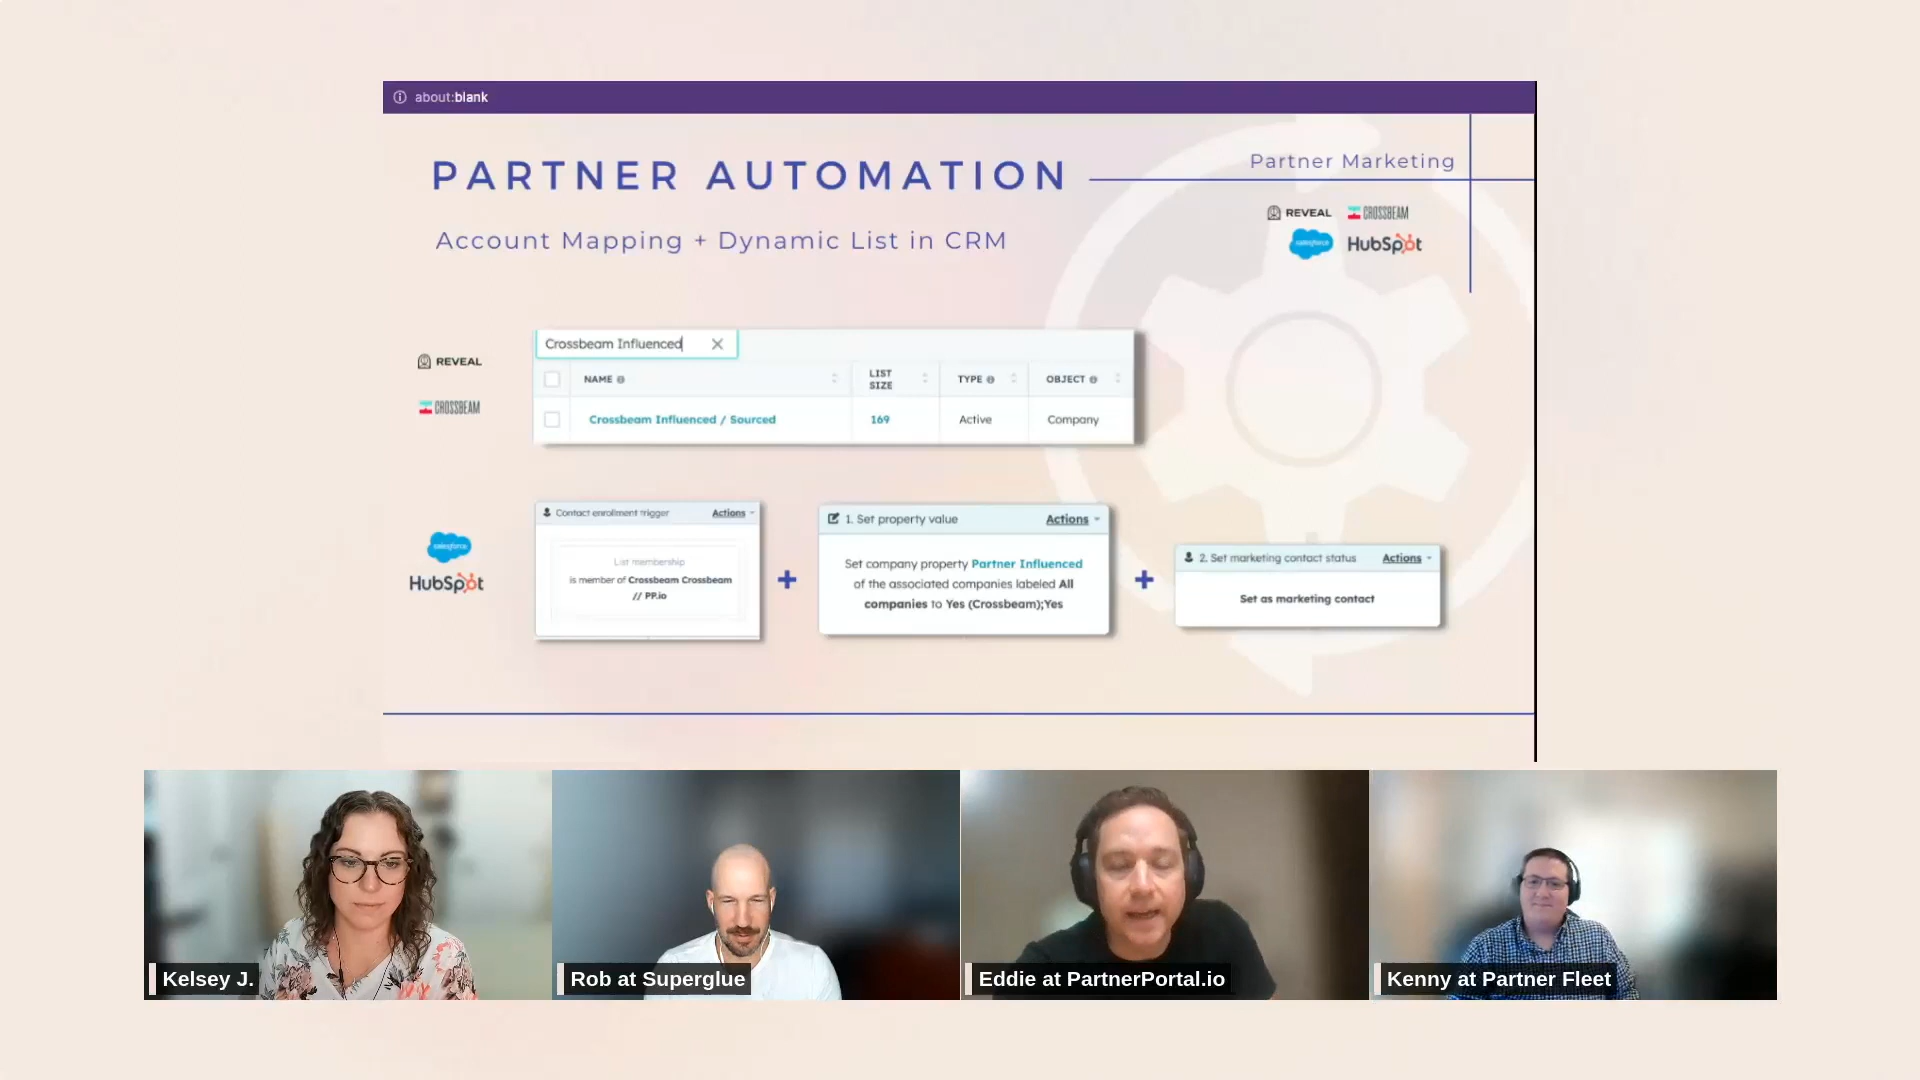 about:blank
PARTNER AUTOMATION
Partner Marketing
Account Mapping + Dynamic List in CRM
REVEAL CROSSBEAM
salesforce HubSpot
REVEAL
CROSSBEAM
Crossbeam Influenced
NAME LIST SIZE TYPE OBJECT
Crossbeam Influenced / Sourced 169 Active Company
salesforce
HubSpot
Contact enrollment trigger Actions
List membership
is member of Crossbeam Crossbeam
// PP.io
+
1. Set property value Actions
Set company property Partner Influenced
of the associated companies labeled All
companies to Yes (Crossbeam);Yes
+
2. Set marketing contact status Actions
Set as marketing contact
Kelsey J.
Rob at Superglue
Eddie at PartnerPortal.io
Kenny at Partner Fleet